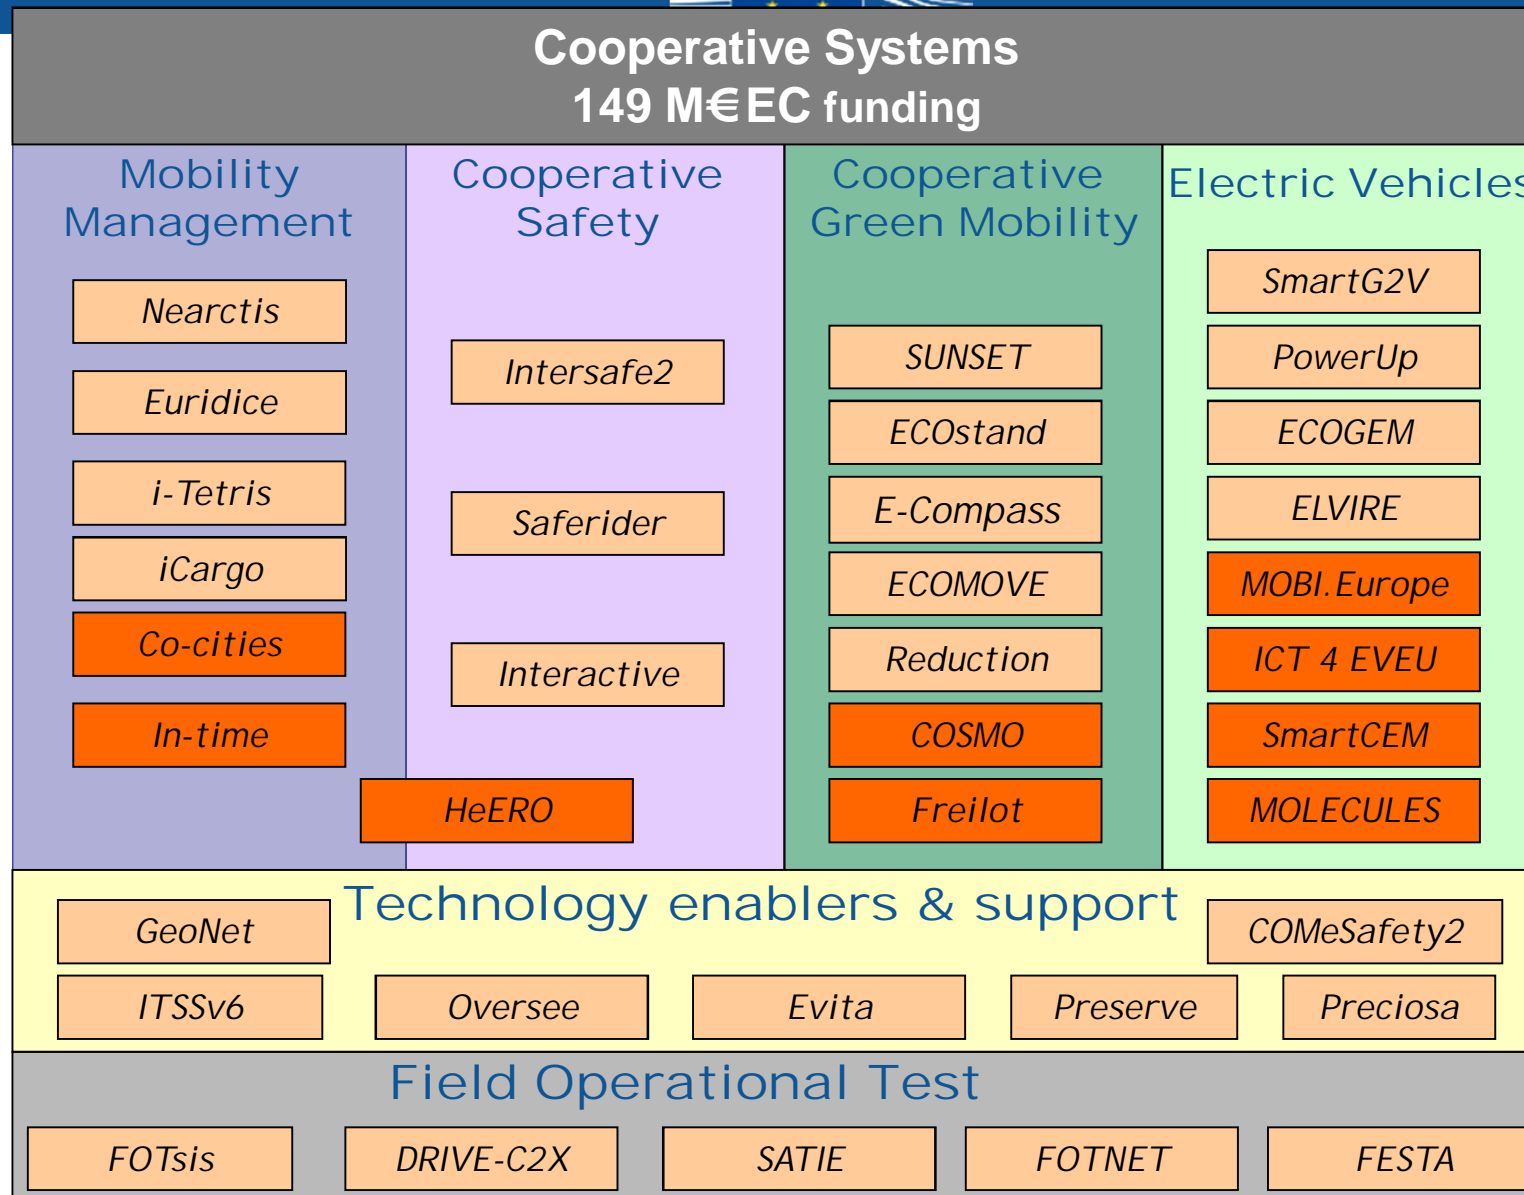 Cooperative Systems
149 M€EC funding
Mobility
Management
Nearctis
Euridice
i-Tetris
iCargo
Co-cities
In-time
Cooperative
Safety
Intersafe2
Saferider
Interactive
HeERO
Cooperative
Green Mobility
SUNSET
ECOstand
E-Compass
ECOMOVE
Reduction
COSMO
Freilot
Electric Vehicles
SmartG2V
PowerUp
ECOGEM
ELVIRE
MOBI.Europe
ICT 4 EVEU
SmartCEM
MOLECULES
Technology enablers & support
GeoNet
COMeSafety2
ITSSv6
Oversee
Evita
Preserve
Preciosa
Field Operational Test
FOTsis
DRIVE-C2X
SATIE
FOTNET
FESTA